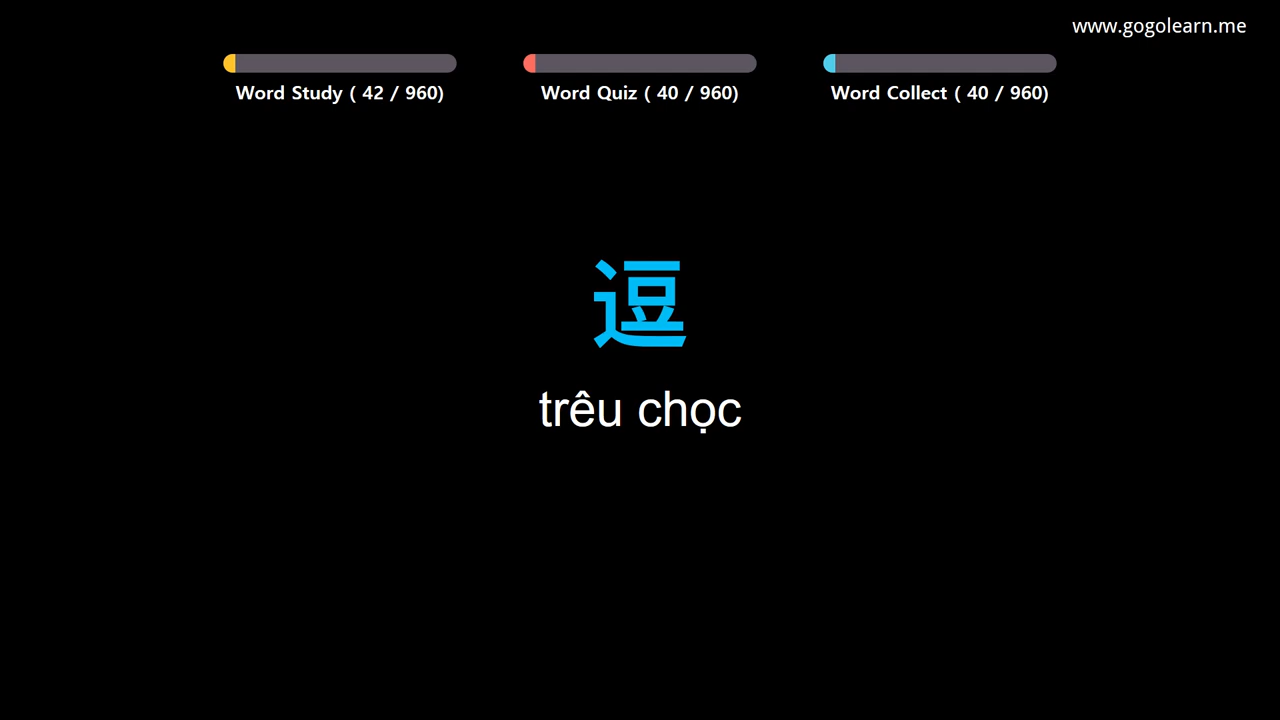 www.gogolearn.me
Word Study ( 42 / 960)
Word Quiz ( 40 / 960)
Word Collect ( 40 / 960)
逗
trêu chọc